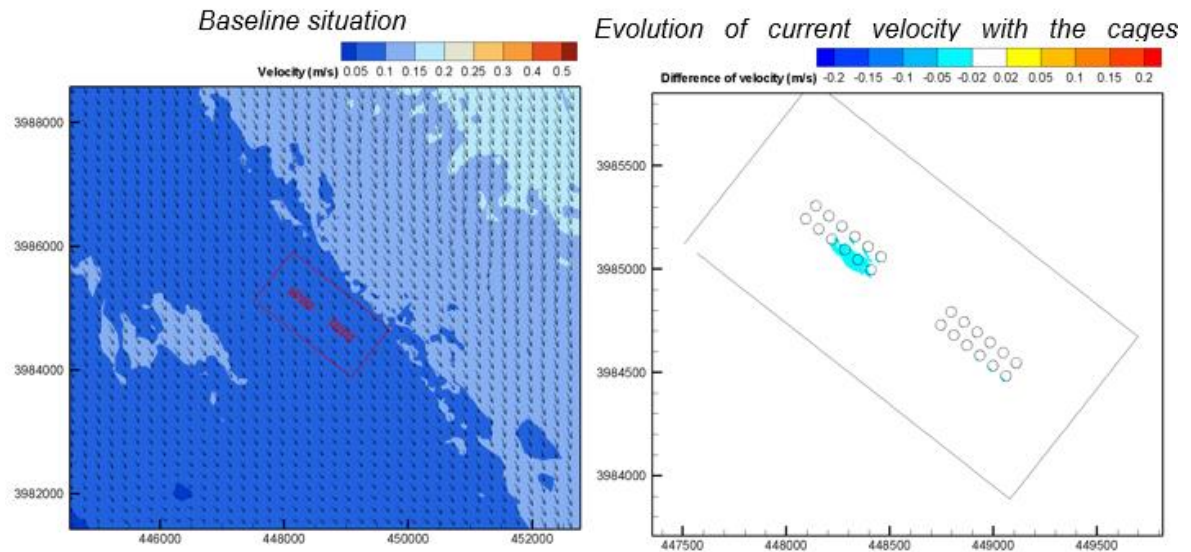 Baseline situation
Evolution of current velocity with the cages
Velocity (m/s)
0.05 0.1 0.15 0.2 0.25 0.3 0.4 0.5
Difference of velocity (m/s)
-0.2 -0.15 -0.1 -0.05 -0.02 0.02 0.05 0.1 0.15 0.2
3988000
3986000
3984000
3982000
446000 448000 450000 452000
3985500
3985000
3984500
3984000
447500 448000 448500 449000 449500